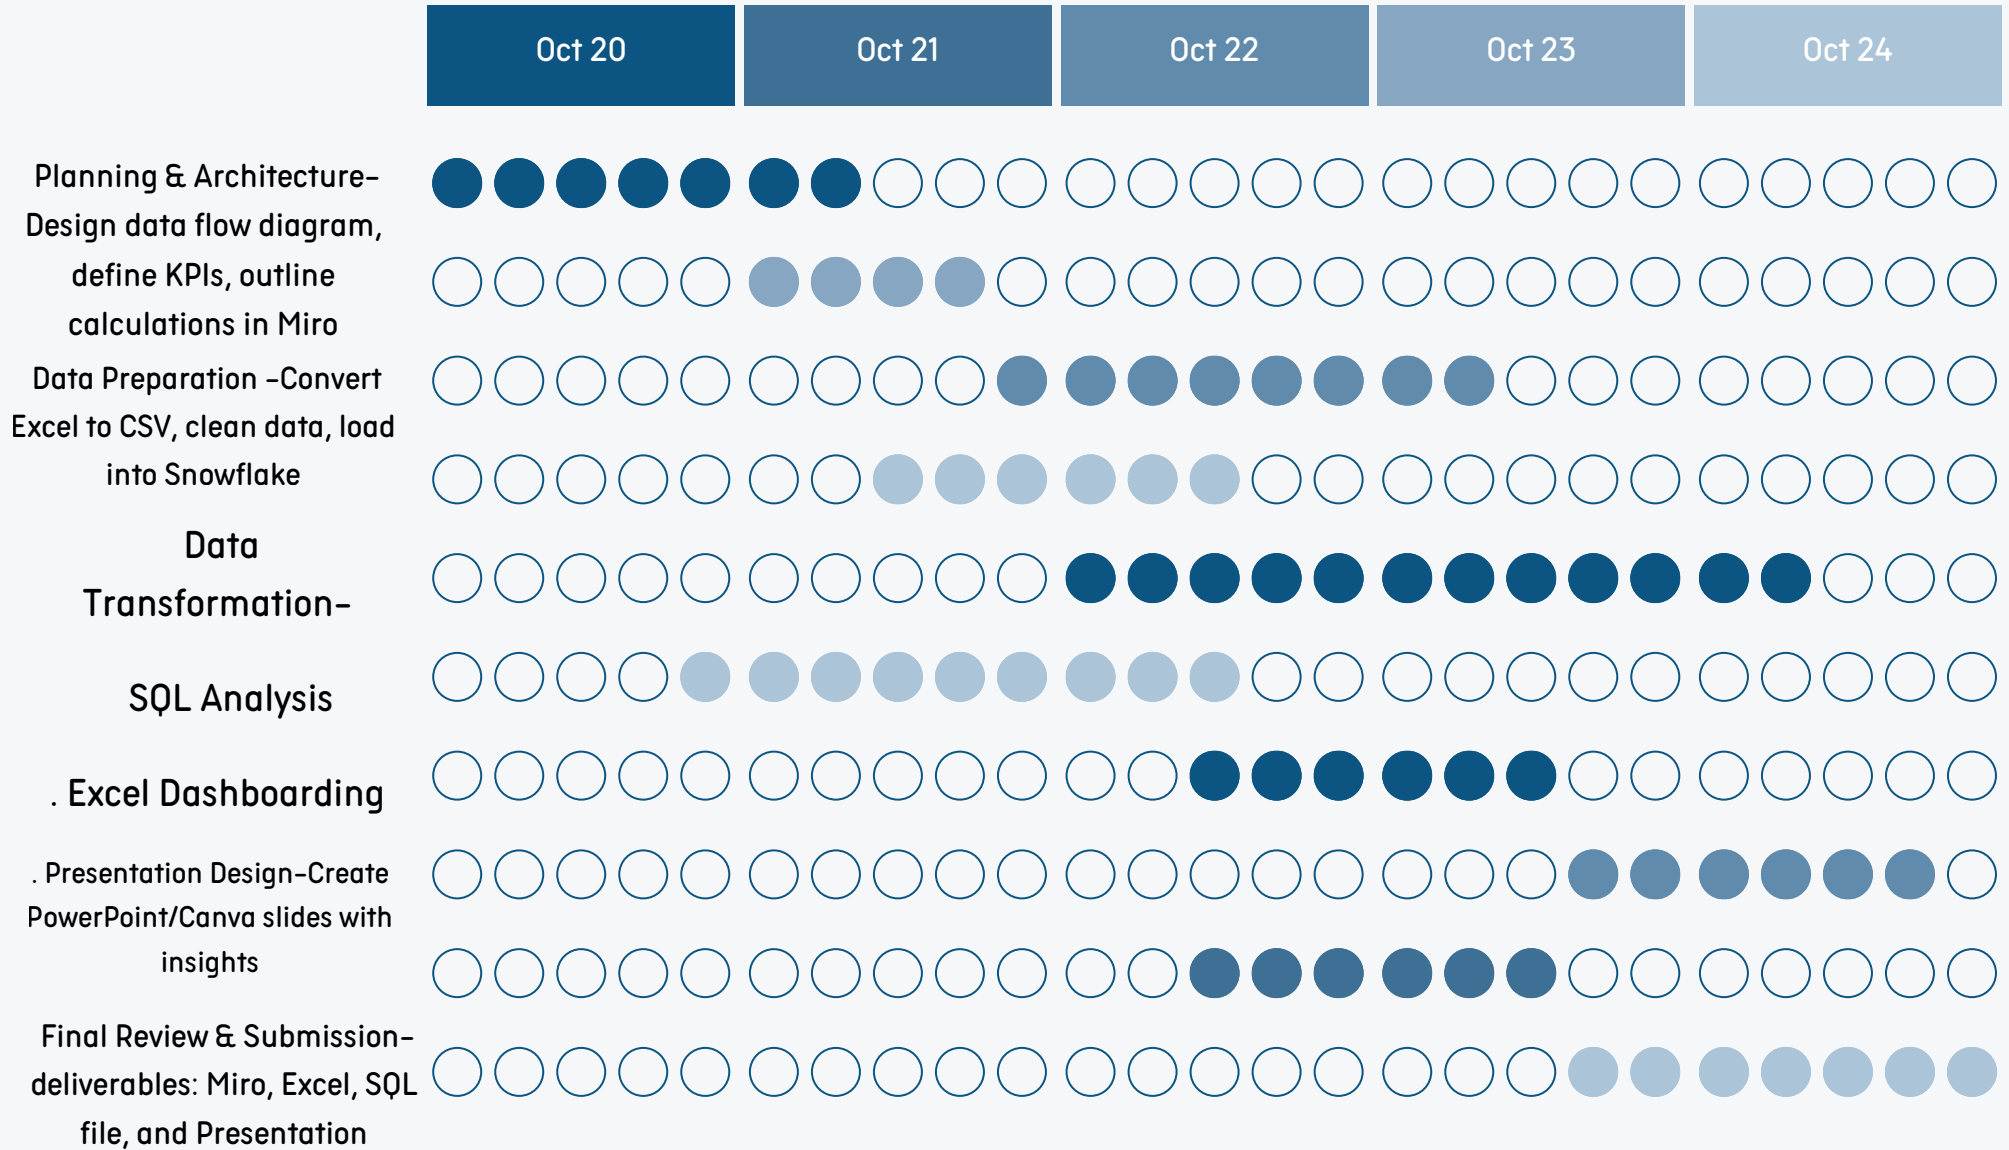 Oct 20
Oct 21
Oct 22
Oct 23
Oct 24
Planning & Architecture-
Design data flow diagram,
define KPIs, outline
calculations in Miro
Data Preparation -Convert
Excel to CSV, clean data, load
into Snowflake
Data
Transformation-
SQL Analysis
. Excel Dashboarding
. Presentation Design-Create
PowerPoint/Canva slides with
insights
Final Review & Submission-
deliverables: Miro, Excel, SQL
file, and Presentation